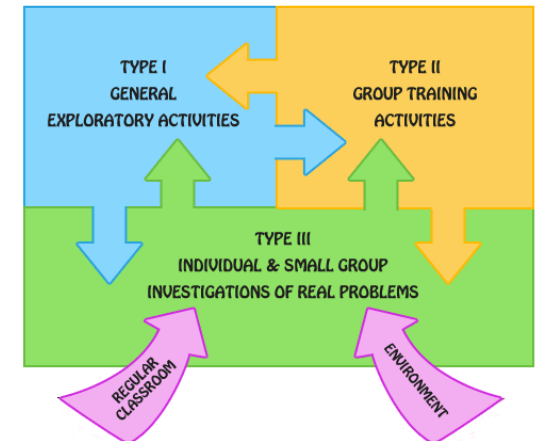 TYPE I
GENERAL
EXPLORATORY ACTIVITIES
TYPE II
GROUP TRAINING
ACTIVITIES
TYPE III
INDIVIDUAL & SMALL GROUP
INVESTIGATIONS OF REAL PROBLEMS
REGULAR
CLASSROOM
ENVIRONMENT